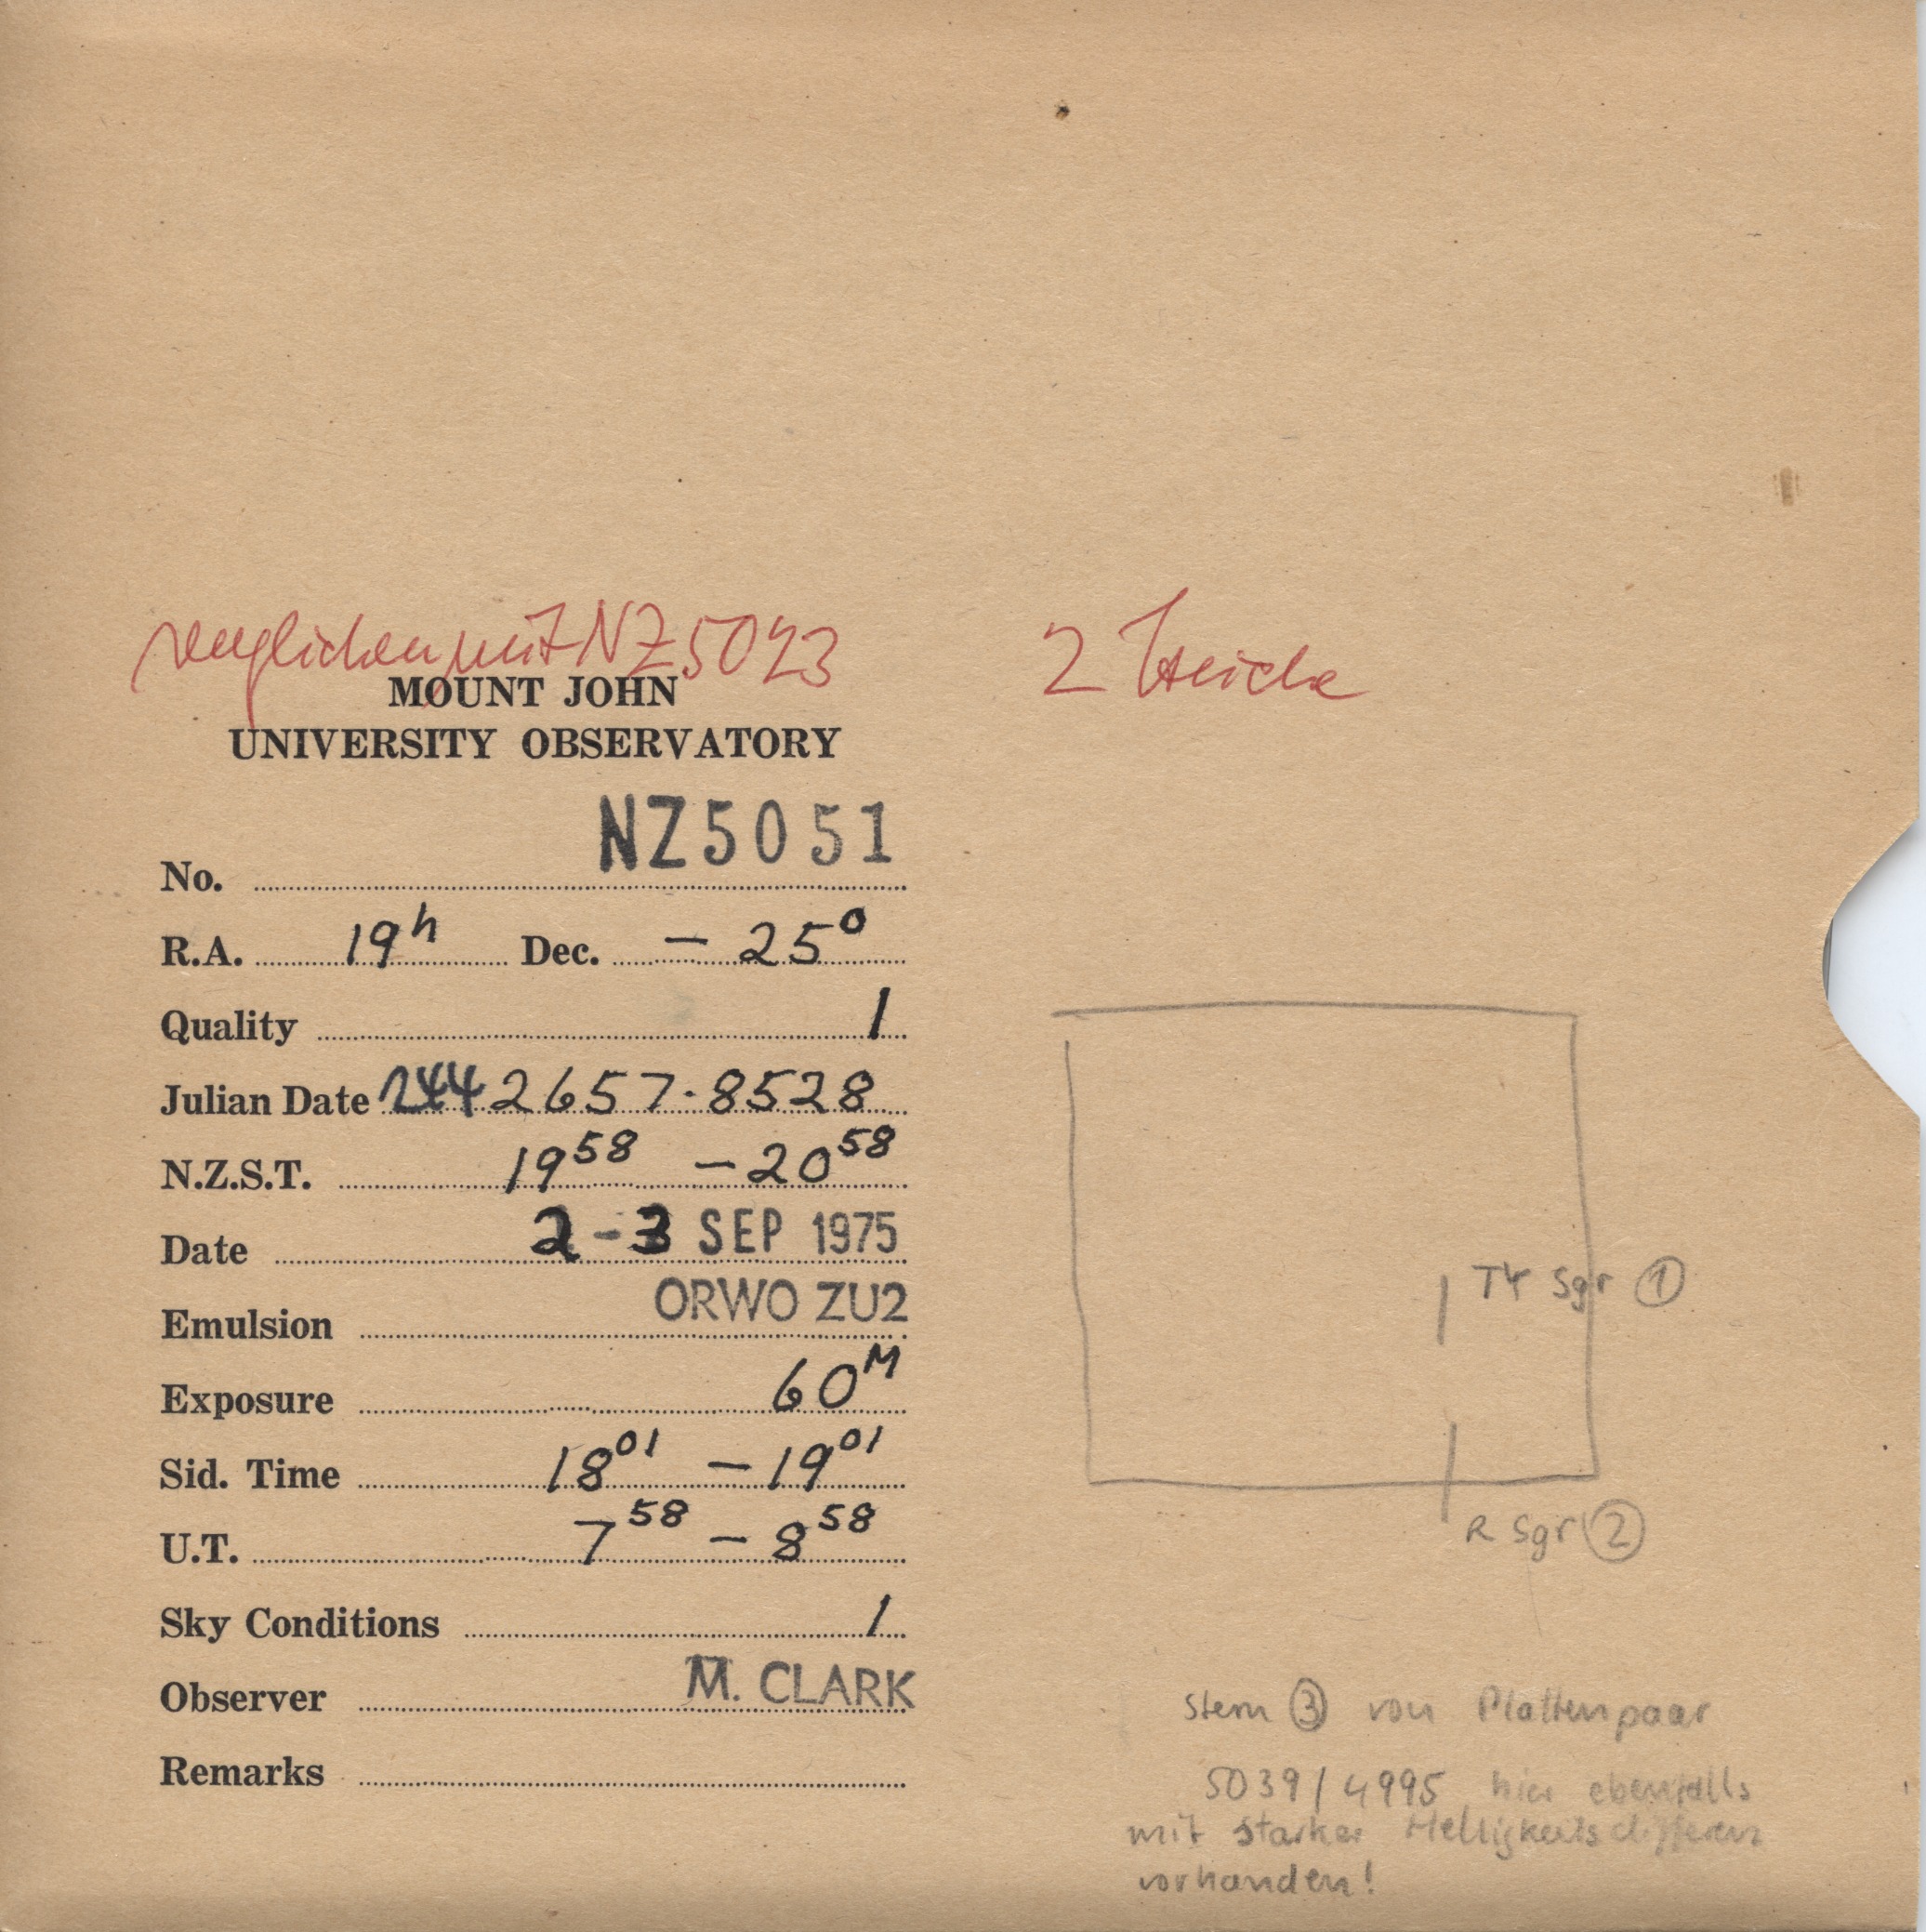 verglichen mit NZ5023
2 Striche
MOUNT JOHN
UNIVERSITY OBSERVATORY
No. NZ5051
R.A. 19h Dec. - 25°
Quality 1
Julian Date 2442657.8528
N.Z.S.T. 19 58 - 20 58
Date 2-3 SEP 1975
Emulsion ORWO ZU2
Exposure 60M
Sid. Time 18 01 - 19 01
U.T. 7 58 - 8 58
Sky Conditions 1
Observer M. CLARK
Remarks
TY Sgr ①
R Sgr ②
Stern ③ von Plattenpaar
5039/4995 hier ebenfalls
mit starker Helligkeitsdifferenz
vorhanden!